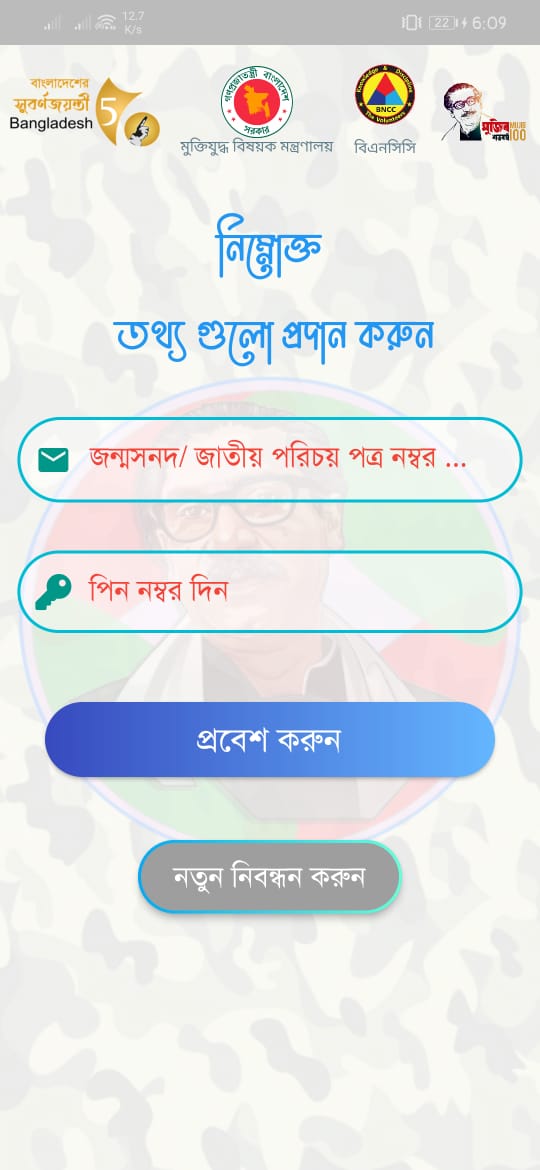 12.7
K/s
22
6:09
বাংলাদেশের
সুবর্ণজয়ন্তী
Bangladesh
50
গণপ্রজাতন্ত্রী বাংলাদেশ
সরকার
মুক্তিযুদ্ধ বিষয়ক মন্ত্রণালয়
Knowledge & Discipline
BNCC
The Volunteers
বিএনসিসি
মুজিব
শতবর্ষ
MUJIB
100
নিম্নোক্ত
তথ্য গুলো প্রদান করুন
জন্মসনদ/ জাতীয় পরিচয় পত্র নম্বর ...
পিন নম্বর দিন
প্রবেশ করুন
নতুন নিবন্ধন করুন